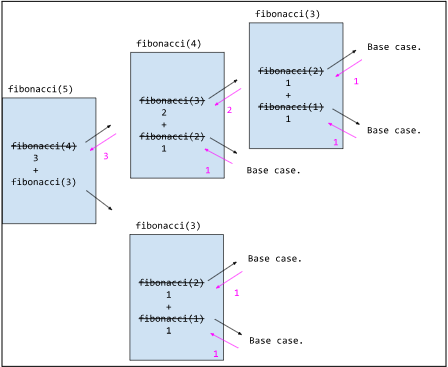 fibonacci(5)
fibonacci(4)
3
+
fibonacci(3)
3
fibonacci(4)
fibonacci(3)
2
+
fibonacci(2)
1
2
1
Base case.
fibonacci(3)
fibonacci(2)
1
+
fibonacci(1)
1
Base case.
1
Base case.
1
fibonacci(3)
fibonacci(2)
1
+
fibonacci(1)
1
Base case.
1
Base case.
1